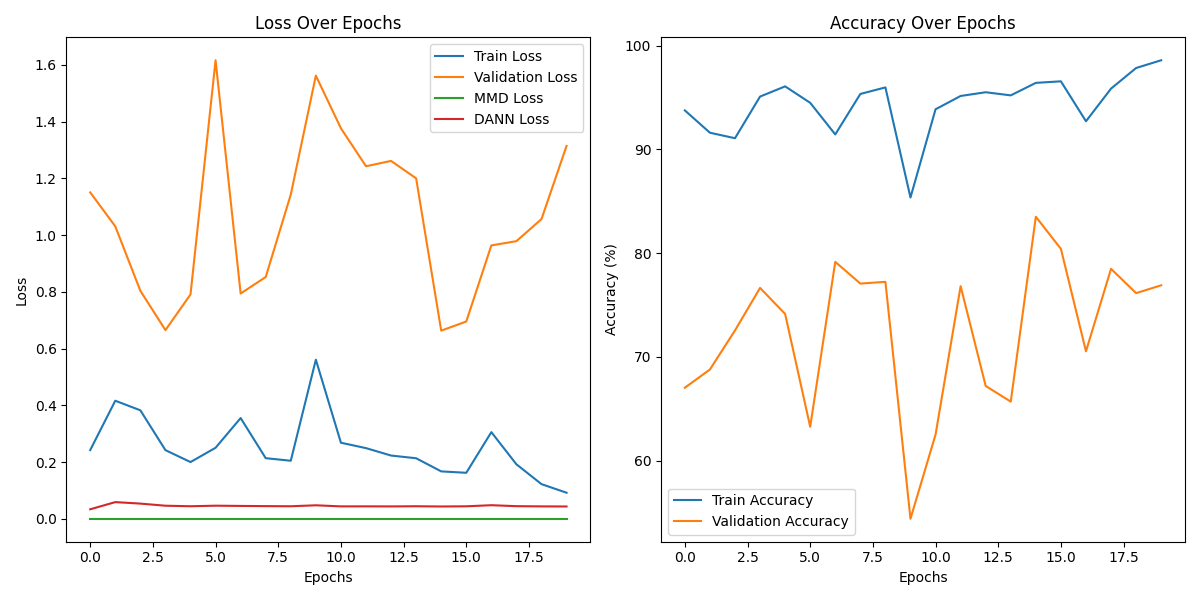 Loss Over Epochs
Train Loss
Validation Loss
MMD Loss
DANN Loss
1.6
1.4
1.2
1.0
0.8
0.6
0.4
0.2
0.0
Loss
0.0 2.5 5.0 7.5 10.0 12.5 15.0 17.5
Epochs
Accuracy Over Epochs
100
90
80
70
60
Accuracy (%)
Train Accuracy
Validation Accuracy
0.0 2.5 5.0 7.5 10.0 12.5 15.0 17.5
Epochs